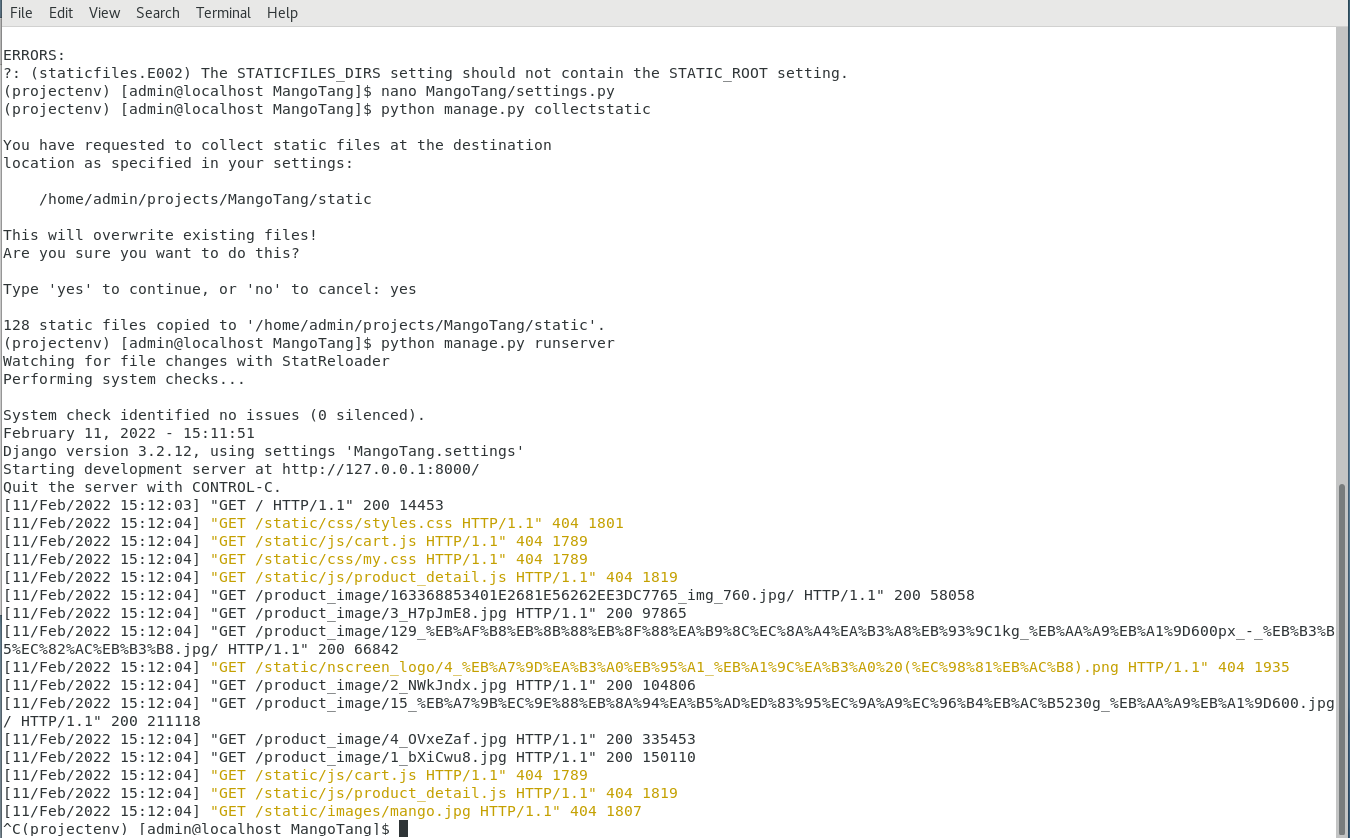 File Edit View Search Terminal Help
ERRORS:
?: (staticfiles.E002) The STATICFILES_DIRS setting should not contain the STATIC_ROOT setting.
(projectenv) [admin@localhost MangoTang]$ nano MangoTang/settings.py
(projectenv) [admin@localhost MangoTang]$ python manage.py collectstatic
You have requested to collect static files at the destination
location as specified in your settings:
/home/admin/projects/MangoTang/static
This will overwrite existing files!
Are you sure you want to do this?
Type 'yes' to continue, or 'no' to cancel: yes
128 static files copied to '/home/admin/projects/MangoTang/static'.
(projectenv) [admin@localhost MangoTang]$ python manage.py runserver
Watching for file changes with StatReloader
Performing system checks...
System check identified no issues (0 silenced).
February 11, 2022 - 15:11:51
Django version 3.2.12, using settings 'MangoTang.settings'
Starting development server at http://127.0.0.1:8000/
Quit the server with CONTROL-C.
[11/Feb/2022 15:12:03] "GET / HTTP/1.1" 200 14453
[11/Feb/2022 15:12:04] "GET /static/css/styles.css HTTP/1.1" 404 1801
[11/Feb/2022 15:12:04] "GET /static/js/cart.js HTTP/1.1" 404 1789
[11/Feb/2022 15:12:04] "GET /static/css/my.css HTTP/1.1" 404 1789
[11/Feb/2022 15:12:04] "GET /static/js/product_detail.js HTTP/1.1" 404 1819
[11/Feb/2022 15:12:04] "GET /product_image/163368853401E2681E56262EE3DC7765_img_760.jpg/ HTTP/1.1" 200 58058
[11/Feb/2022 15:12:04] "GET /product_image/3_H7pJmE8.jpg HTTP/1.1" 200 97865
[11/Feb/2022 15:12:04] "GET /product_image/129_%EB%AF%B8%EB%8B%88%EB%8F%88%EA%B9%8C%EC%8A%A4%EA%B3%A8%EB%93%9C1kg_%EB%AA%A9%EB%A1%9D600px_-_%EB%B3%B
5%EC%82%AC%EB%B3%B8.jpg/ HTTP/1.1" 200 66842
[11/Feb/2022 15:12:04] "GET /static/nscreen_logo/4_%EB%A7%9D%EA%B3%A0%EB%95%A1_%EB%A1%9C%EA%B3%A0%20(%EC%98%81%EB%AC%B8).png HTTP/1.1" 404 1935
[11/Feb/2022 15:12:04] "GET /product_image/2_NWkJndx.jpg HTTP/1.1" 200 104806
[11/Feb/2022 15:12:04] "GET /product_image/15_%EB%A7%9B%EC%9E%88%EB%8A%94%EA%B5%AD%ED%83%95%EC%9A%A9%EC%96%B4%EB%AC%B5230g_%EB%AA%A9%EB%A1%9D600.jpg
/ HTTP/1.1" 200 211118
[11/Feb/2022 15:12:04] "GET /product_image/4_OVxeZaf.jpg HTTP/1.1" 200 335453
[11/Feb/2022 15:12:04] "GET /product_image/1_bXiCwu8.jpg HTTP/1.1" 200 150110
[11/Feb/2022 15:12:04] "GET /static/js/cart.js HTTP/1.1" 404 1789
[11/Feb/2022 15:12:04] "GET /static/js/product_detail.js HTTP/1.1" 404 1819
[11/Feb/2022 15:12:04] "GET /static/images/mango.jpg HTTP/1.1" 404 1807
^C(projectenv) [admin@localhost MangoTang]$